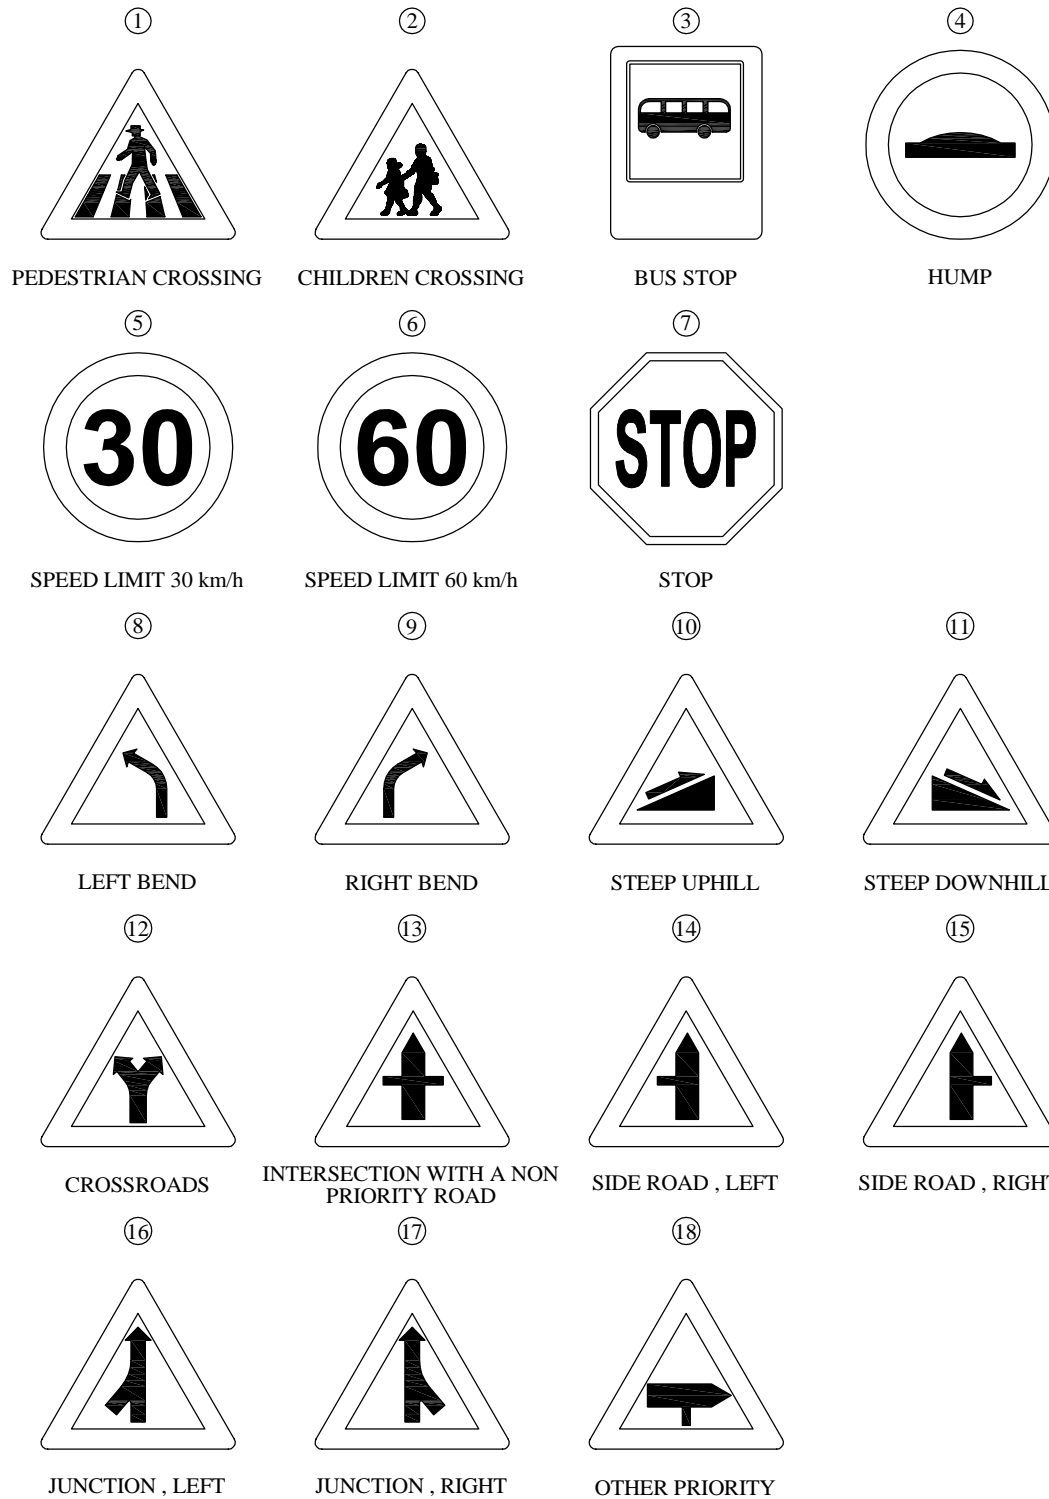 1 2 3 4
PEDESTRIAN CROSSING CHILDREN CROSSING BUS STOP HUMP
5 6 7
30 60 STOP
SPEED LIMIT 30 km/h SPEED LIMIT 60 km/h STOP
8 9 10 11
LEFT BEND RIGHT BEND STEEP UPHILL STEEP DOWNHILL
12 13 14 15
CROSSROADS INTERSECTION WITH A NON SIDE ROAD , LEFT SIDE ROAD , RIGHT
PRIORITY ROAD
16 17 18
JUNCTION , LEFT JUNCTION , RIGHT OTHER PRIORITY